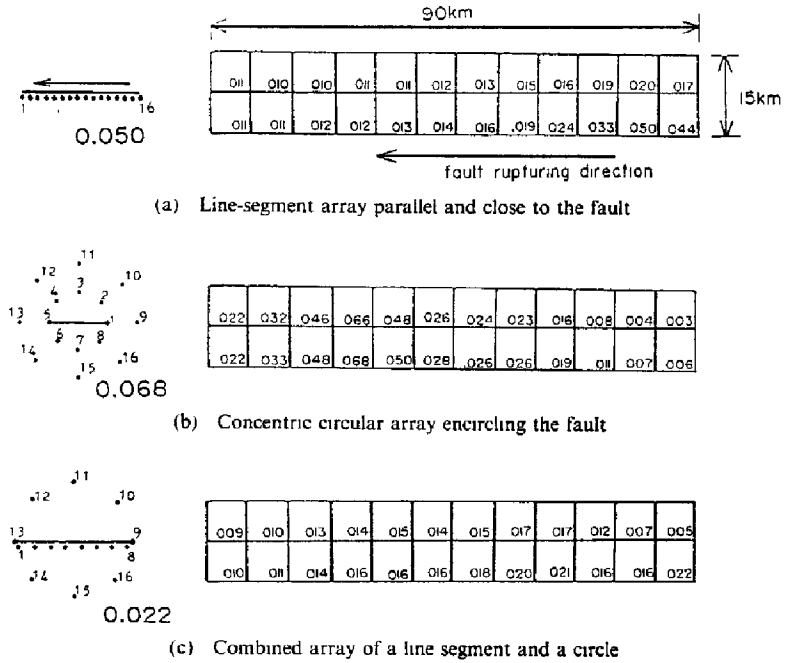 90km
011 010 010 011 011 012 013 015 016 019 020 017
1 16
15km
011 011 012 012 013 014 016 .019 024 033 050 044
0.050
fault rupturing direction
(a) Line-segment array parallel and close to the fault
11
12 10
3
4 2
13 5 1 9
6 8
7
14 16
15
0.068
022 032 046 066 048 026 024 023 016 008 004 003
022 033 048 068 050 028 026 026 019 011 007 006
(b) Concentric circular array encircling the fault
11
12 10
13 9
1 8
14 16
15
0.022
009 010 013 014 015 014 015 017 017 012 007 005
010 011 014 016 016 016 018 020 021 016 016 022
(c) Combined array of a line segment and a circle